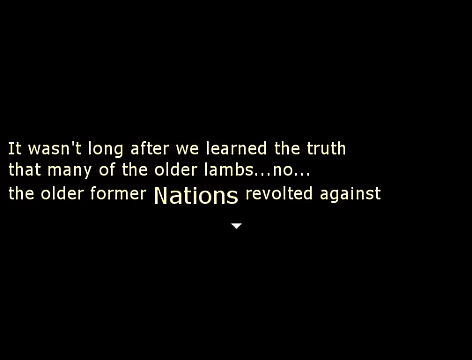 It wasn't long after we learned the truth
that many of the older lambs...no...
the older former Nations revolted against